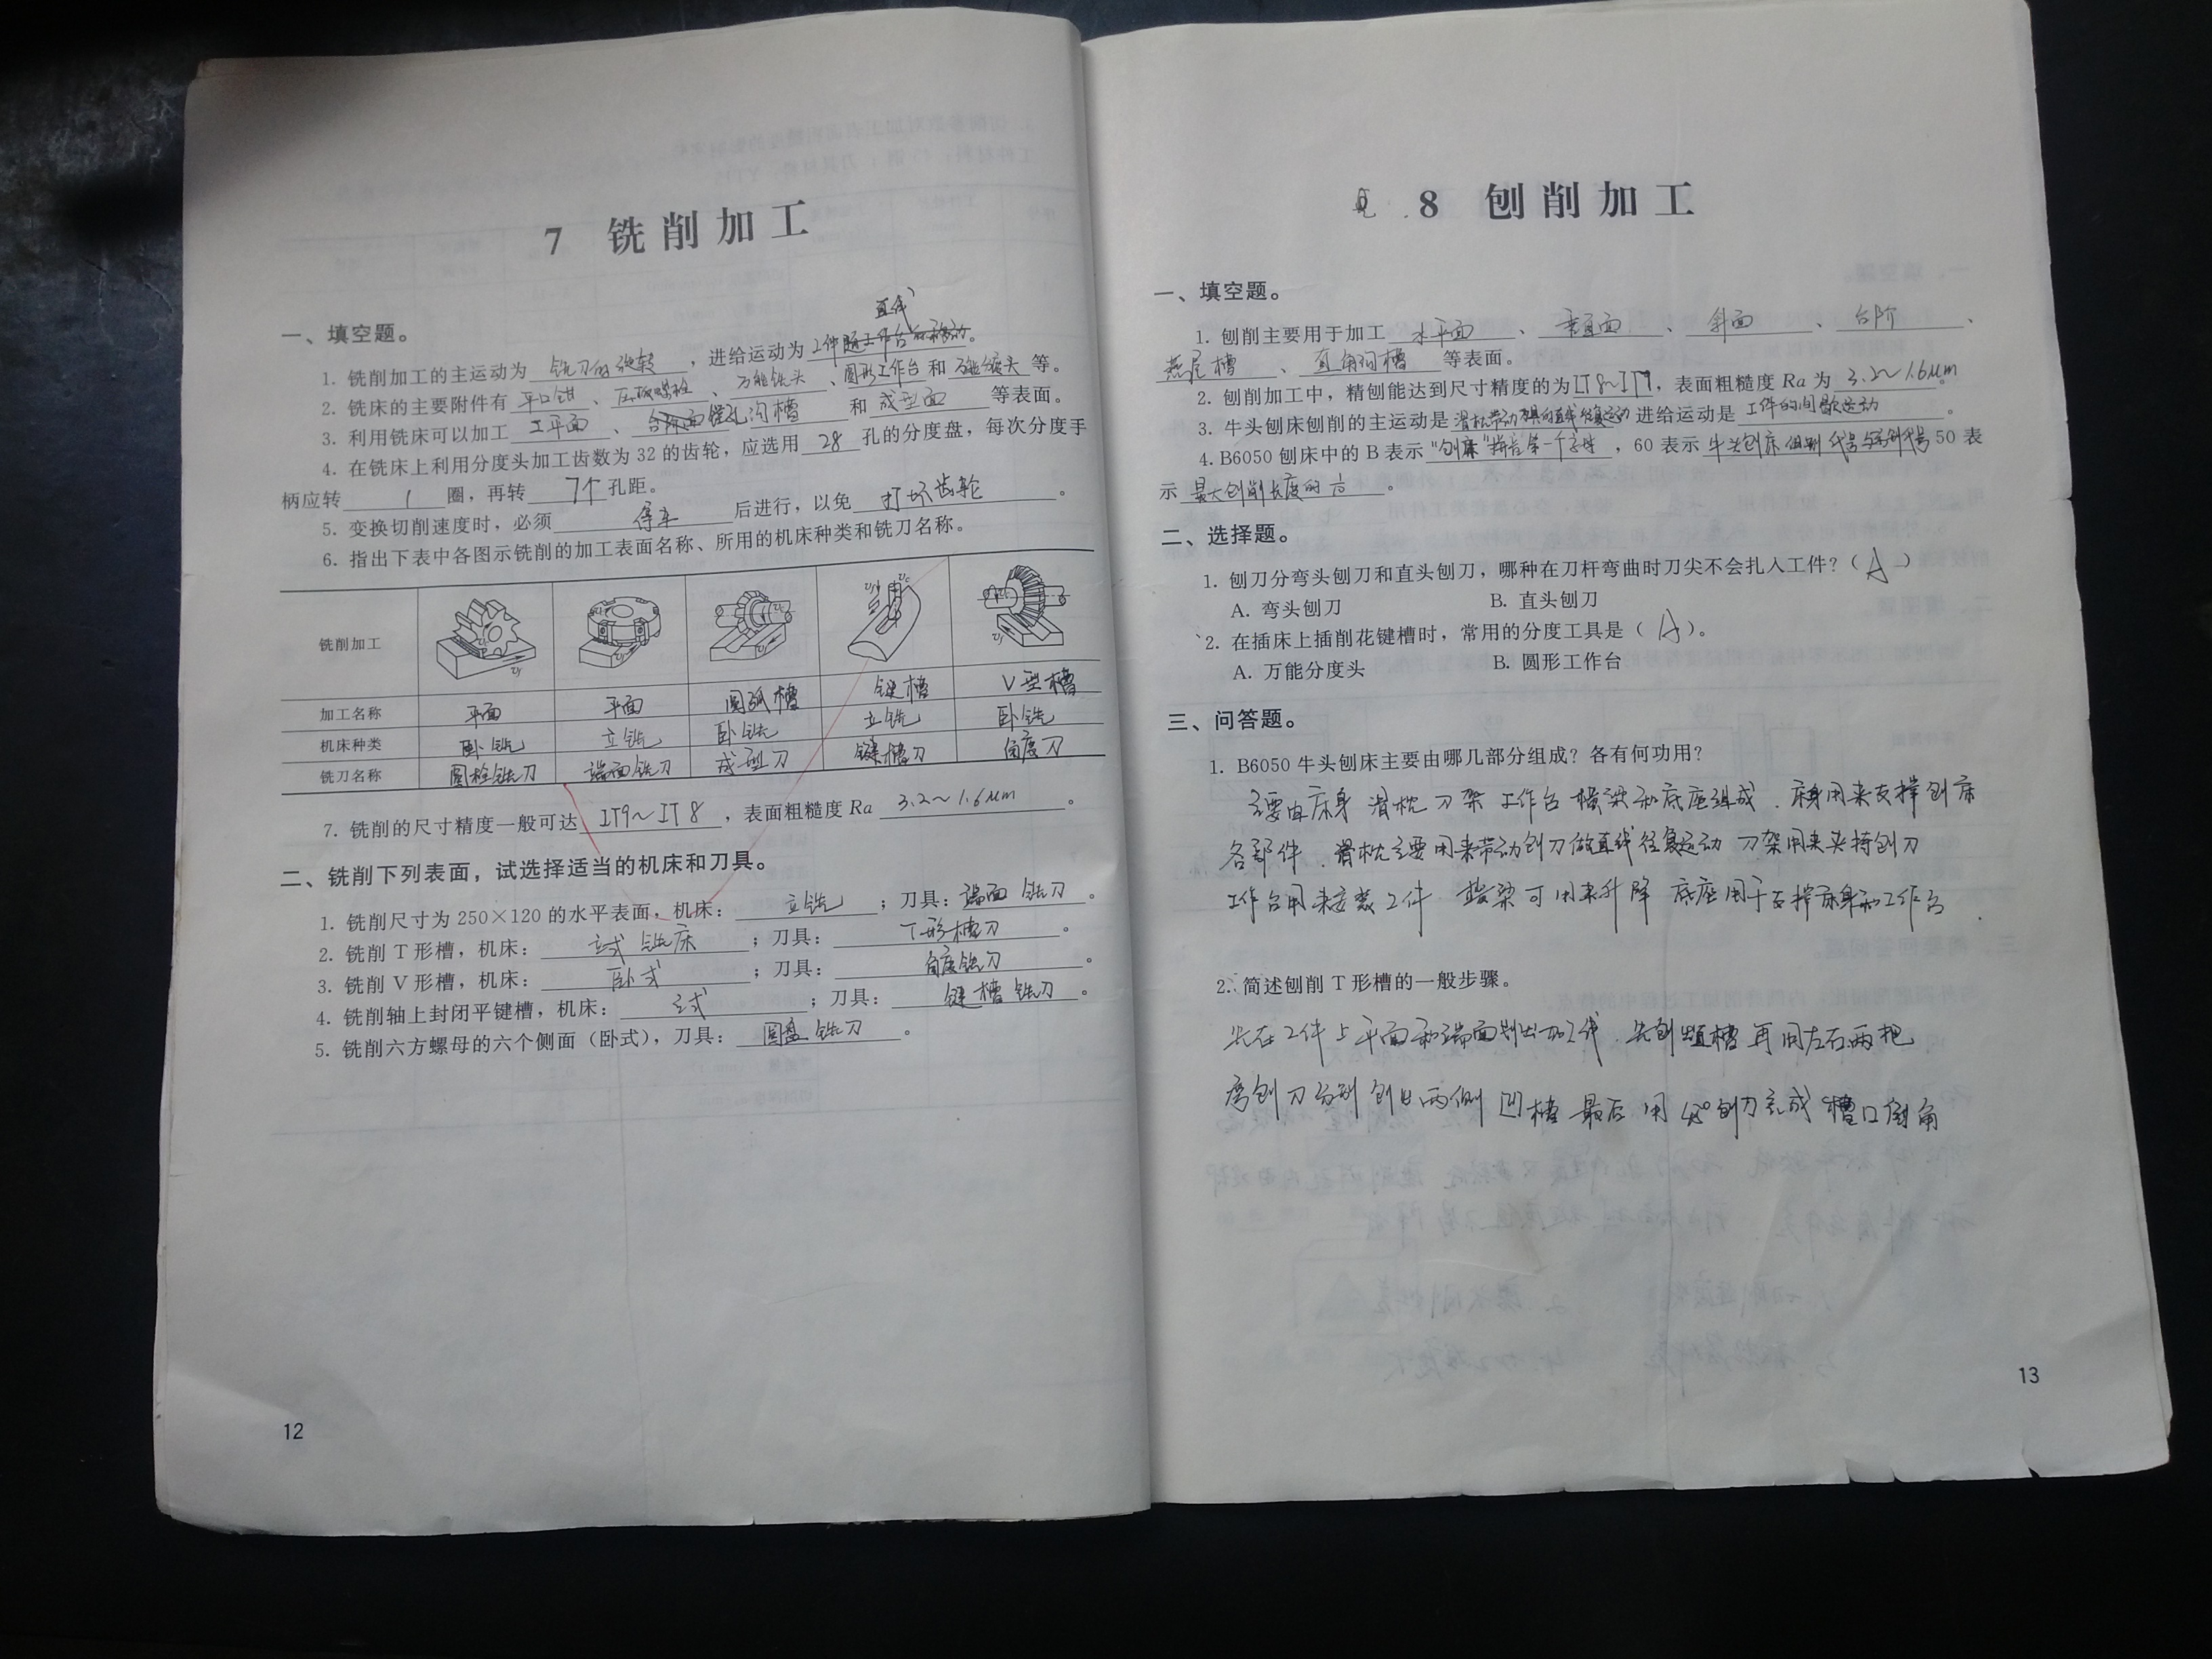 7 铣削加工
一、填空题。
直线
1. 铣削加工的主运动为 铣刀的旋转 ，进给运动为 工件随工作台的移动。
2. 铣床的主要附件有 平口钳 、 压板螺栓 、 万能铣头 、圆形工作台 和 万能 等。
3. 利用铣床可以加工 平面 、 镗孔沟槽 和 成型面 等表面。
4. 在铣床上利用分度头加工齿数为 32 的齿轮，应选用 28 孔的分度盘，每次分度手
柄应转 1 圈，再转 7个 孔距。
5. 变换切削速度时，必须 停车 后进行，以免 打坏齿轮 。
6. 指出下表中各图示铣削的加工表面名称、所用的机床种类和铣刀名称。
铣削加工
加工名称 平面 平面 圆弧槽 键槽 V型槽
机床种类 卧铣 立铣 卧铣 立铣 卧铣
铣刀名称 圆柱铣刀 端面铣刀 成型刀 键槽刀 角度刀
7. 铣削的尺寸精度一般可达 IT9~IT8 ，表面粗糙度 Ra 3.2~1.6μm 。
二、铣削下列表面，试选择适当的机床和刀具。
1. 铣削尺寸为 250×120 的水平表面，机床： 立铣 ；刀具：端面铣刀 。
2. 铣削 T 形槽，机床： 立式铣床 ；刀具： T形槽刀 。
3. 铣削 V 形槽，机床： 卧式 ；刀具： 角度铣刀 。
4. 铣削轴上封闭平键槽，机床： 立式 ；刀具： 键槽铣刀 。
5. 铣削六方螺母的六个侧面（卧式），刀具： 圆盘铣刀 。
12
8 刨削加工
一、填空题。
1. 刨削主要用于加工 水平面 、 垂直面 、 斜面 、 台阶 、
燕尾槽 、 直角沟槽 等表面。
2. 刨削加工中，精刨能达到尺寸精度的为IT8~IT9，表面粗糙度 Ra 为 3.2~1.6μm 。
3. 牛头刨床刨削的主运动是 滑枕带动刨刀的直线往复运动 进给运动是 工件的间歇运动 。
4. B6050 刨床中的 B 表示 "刨床"拼音第一个字母 ，60 表示 牛头刨床组别代号与系别代号 50 表
示 最大刨削长度的 。
二、选择题。
1. 刨刀分弯头刨刀和直头刨刀，哪种在刀杆弯曲时刀尖不会扎入工件？（ A ）
A. 弯头刨刀 B. 直头刨刀
2. 在插床上插削花键槽时，常用的分度工具是（ A ）。
A. 万能分度头 B. 圆形工作台
三、问答题。
1. B6050 牛头刨床主要由哪几部分组成？各有何功用？
主要由床身 滑枕 刀架 工作台 横梁和底座组成．床身用来支撑刨床
各部件．滑枕主要用来带动刨刀做直线往复运动 刀架用来夹持刨刀
工作台用来安装工件 横梁可用来升降 底座用于支撑床身和工作台．
2. 简述刨削 T 形槽的一般步骤。
先在工件上平面和端面划出加工线．先刨出直槽 再用左右两把
弯刨刀分别刨出两侧凹槽 最后用45°刨刀完成槽口倒角
13